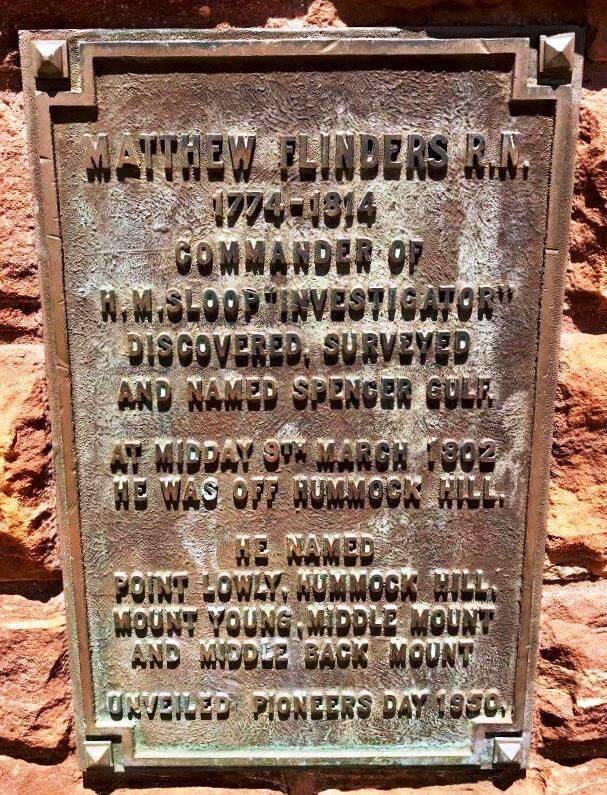 MATTHEW FLINDERS R.N.
1774-1814
COMMANDER OF
H.M.SLOOP "INVESTIGATOR"
DISCOVERED, SURVEYED
AND NAMED SPENCER GULF.
AT MIDDAY 9TH MARCH 1802
HE WAS OFF HUMMOCK HILL.
HE NAMED
POINT LOWLY, HUMMOCK HILL,
MOUNT YOUNG, MIDDLE MOUNT
AND MIDDLE BACK MOUNT
UNVEILED PIONEERS DAY 1950.